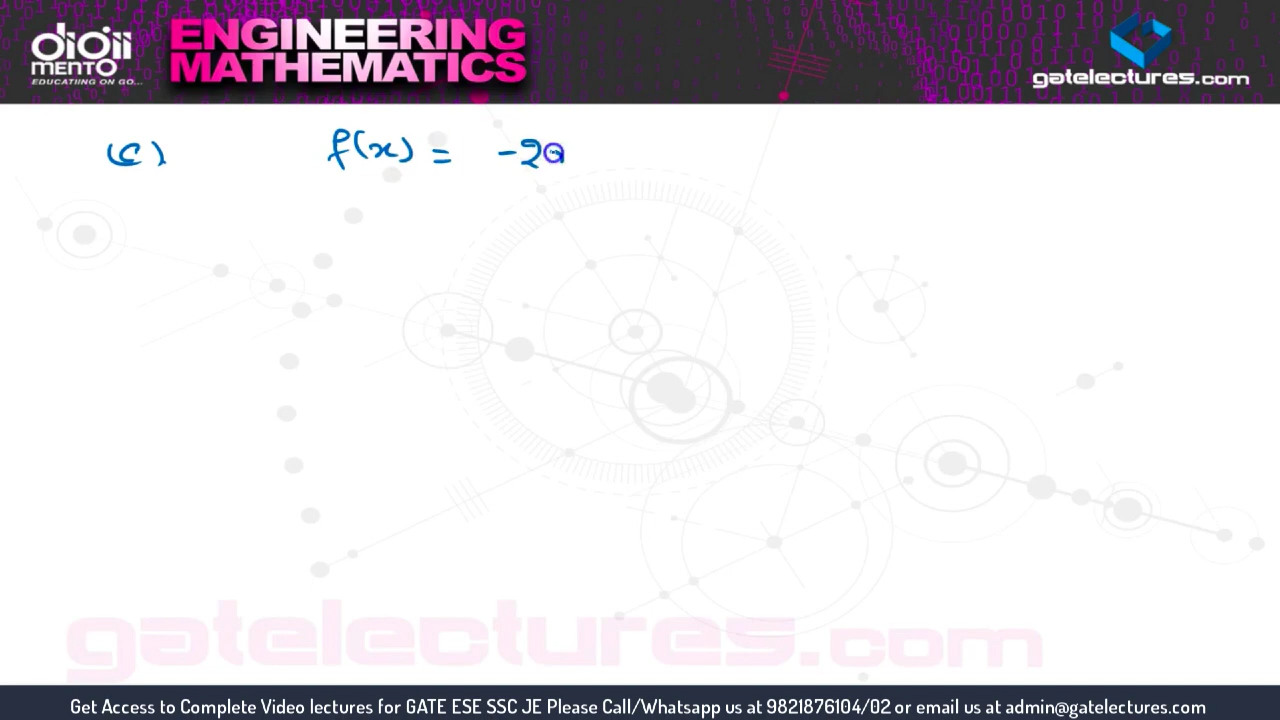 digii
MENTO
EDUCATIING ON GO...
ENGINEERING
MATHEMATICS
gatelectures.com
(c) f(x) = -2
gatelectures.com
Get Access to Complete Video lectures for GATE ESE SSC JE Please Call/Whatsapp us at 9821876104/02 or email us at admin@gatelectures.com